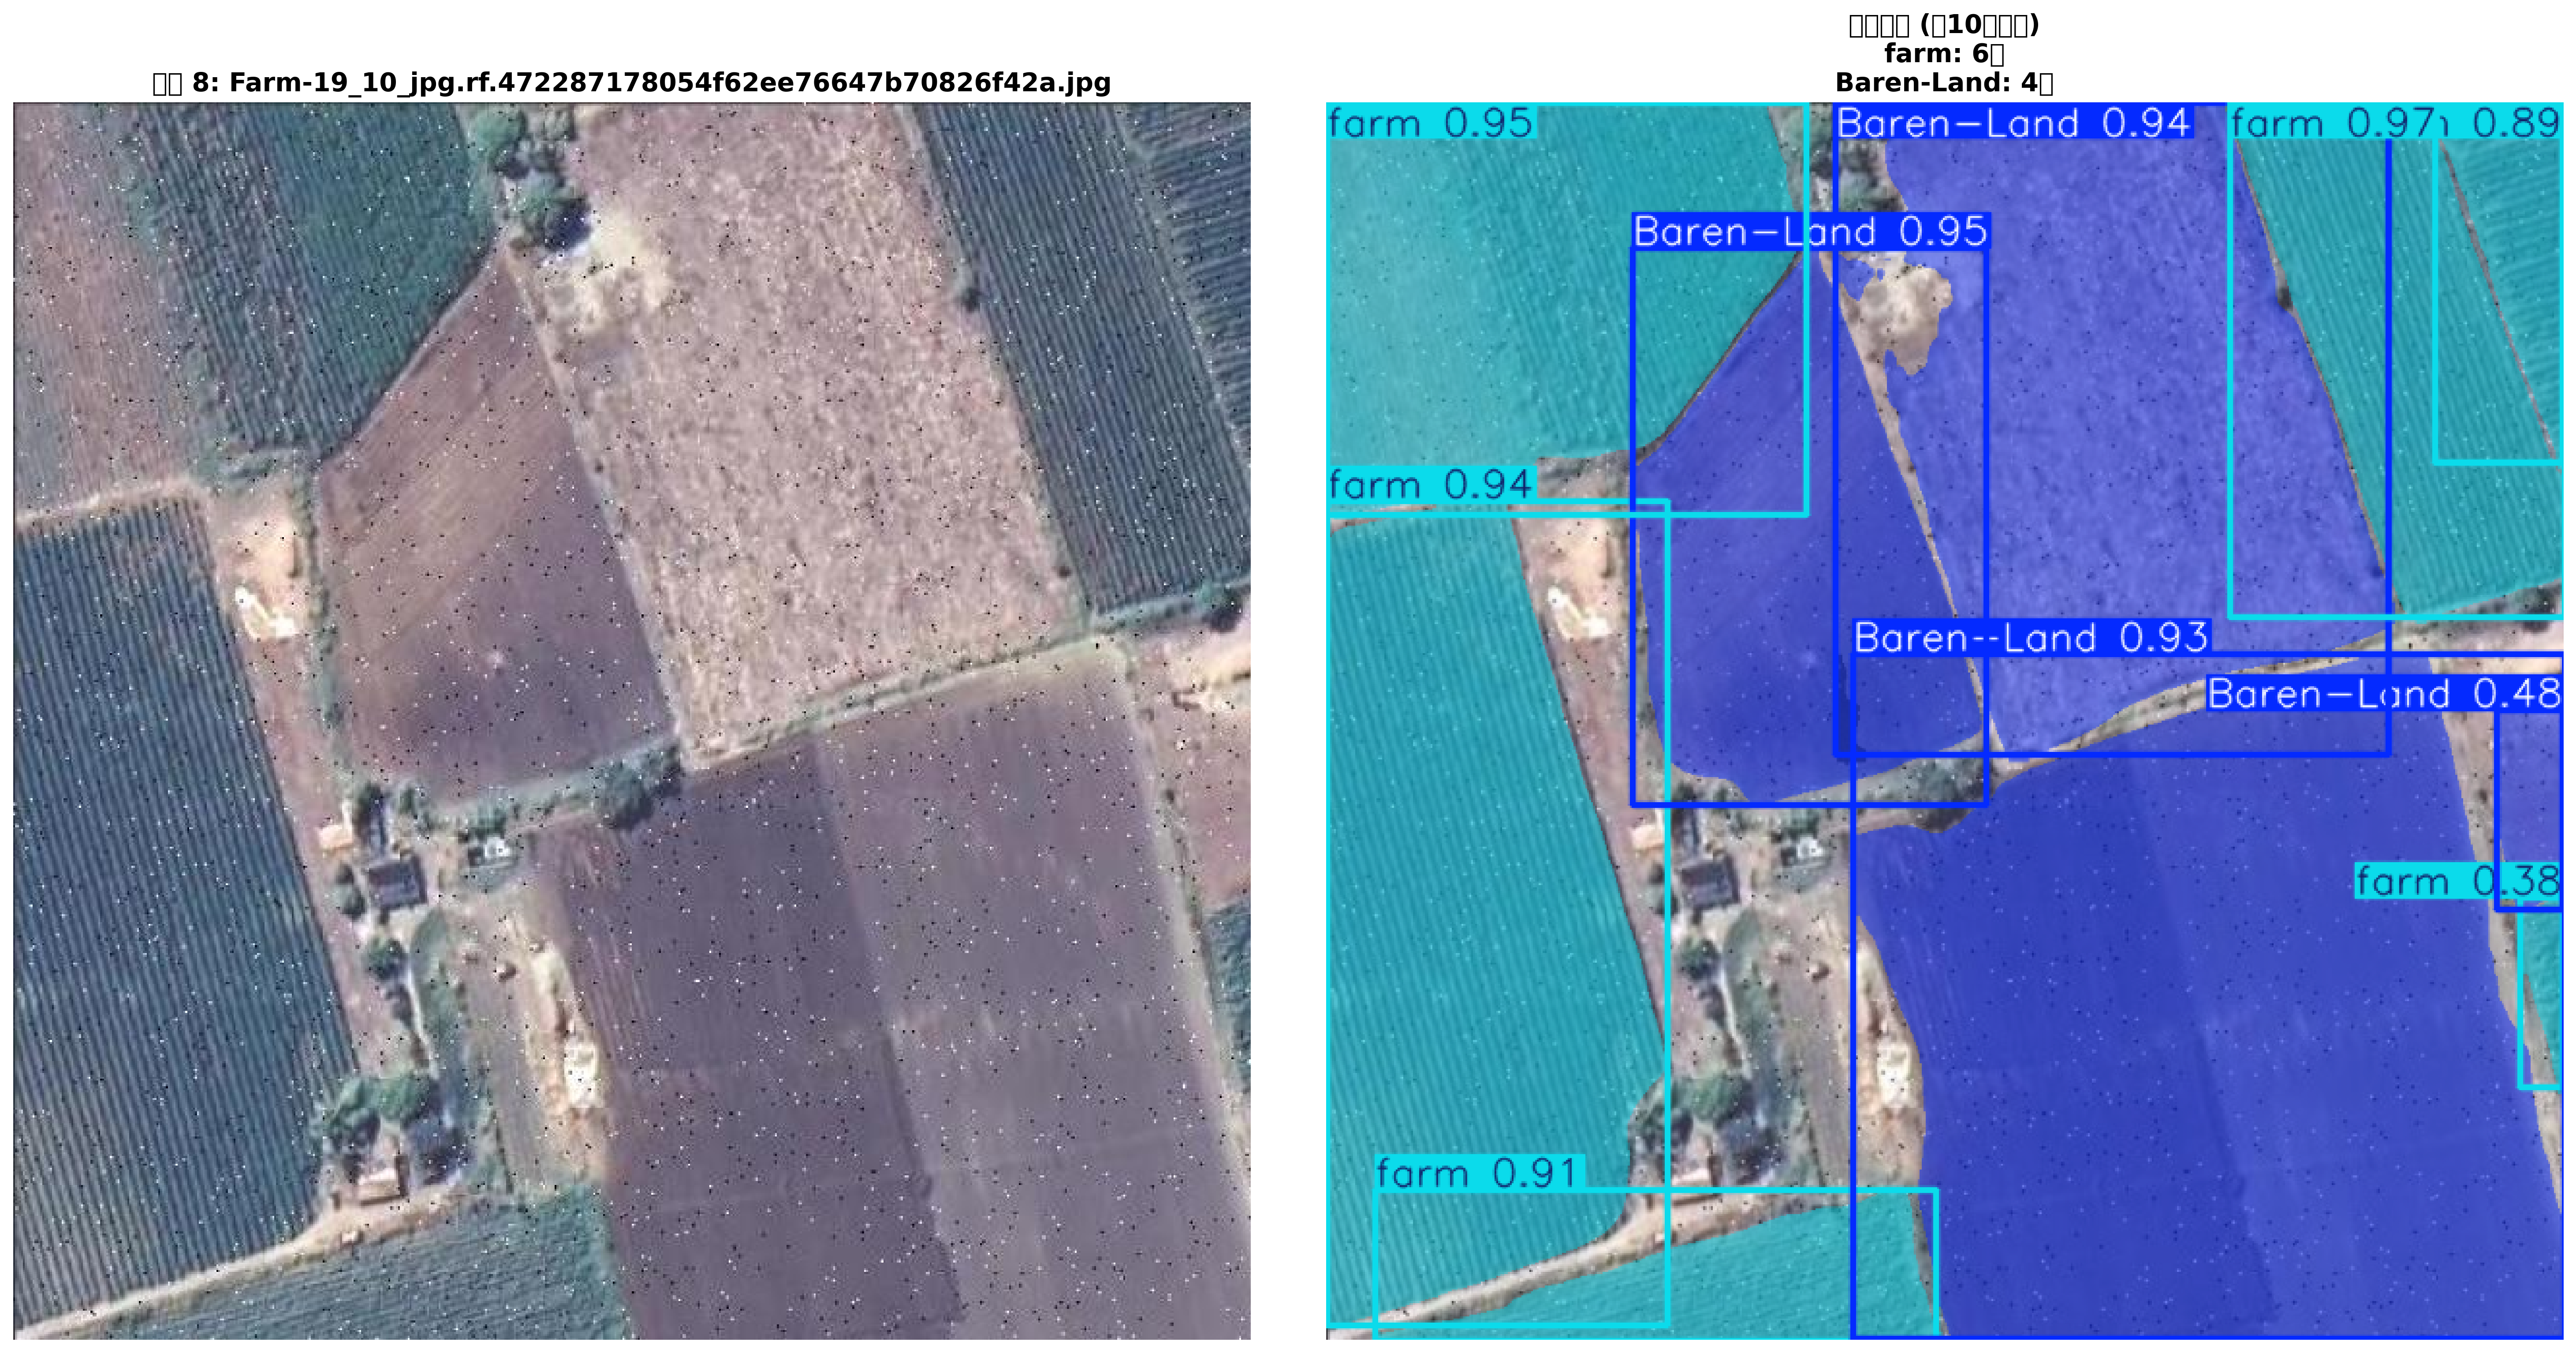 8: Farm-19_10_jpg.rf.472287178054f62ee76647b70826f42a.jpg
(10)
farm: 6
Baren-Land: 4
farm 0.95
Baren-Land 0.94
farm 0.97
0.89
Baren-Land 0.95
farm 0.94
Baren--Land 0.93
Baren-Land 0.48
farm 0.38
farm 0.91